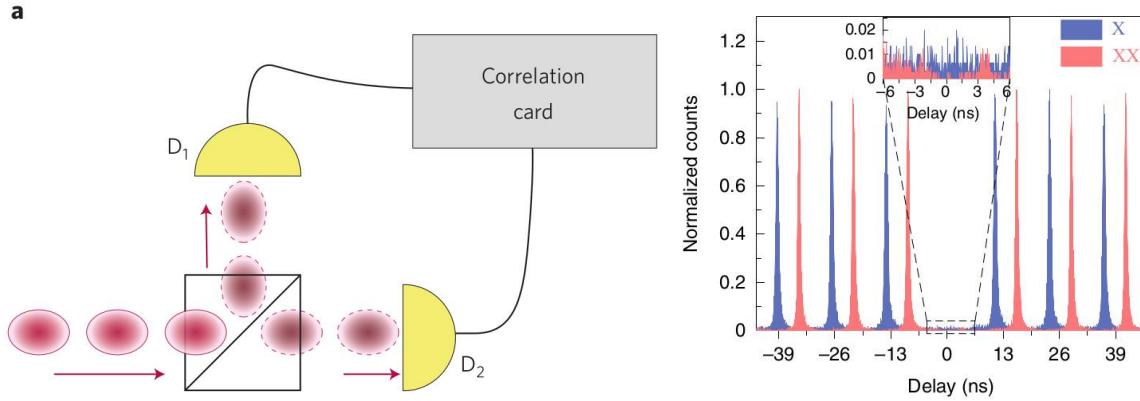 a
Correlation
card
D1
D2
X
XX
Normalized counts
1.2
1.0
0.8
0.6
0.4
0.2
0
−39 −26 −13 0 13 26 39
Delay (ns)
0.02
0.01
0
−6 −3 0 3 6
Delay (ns)